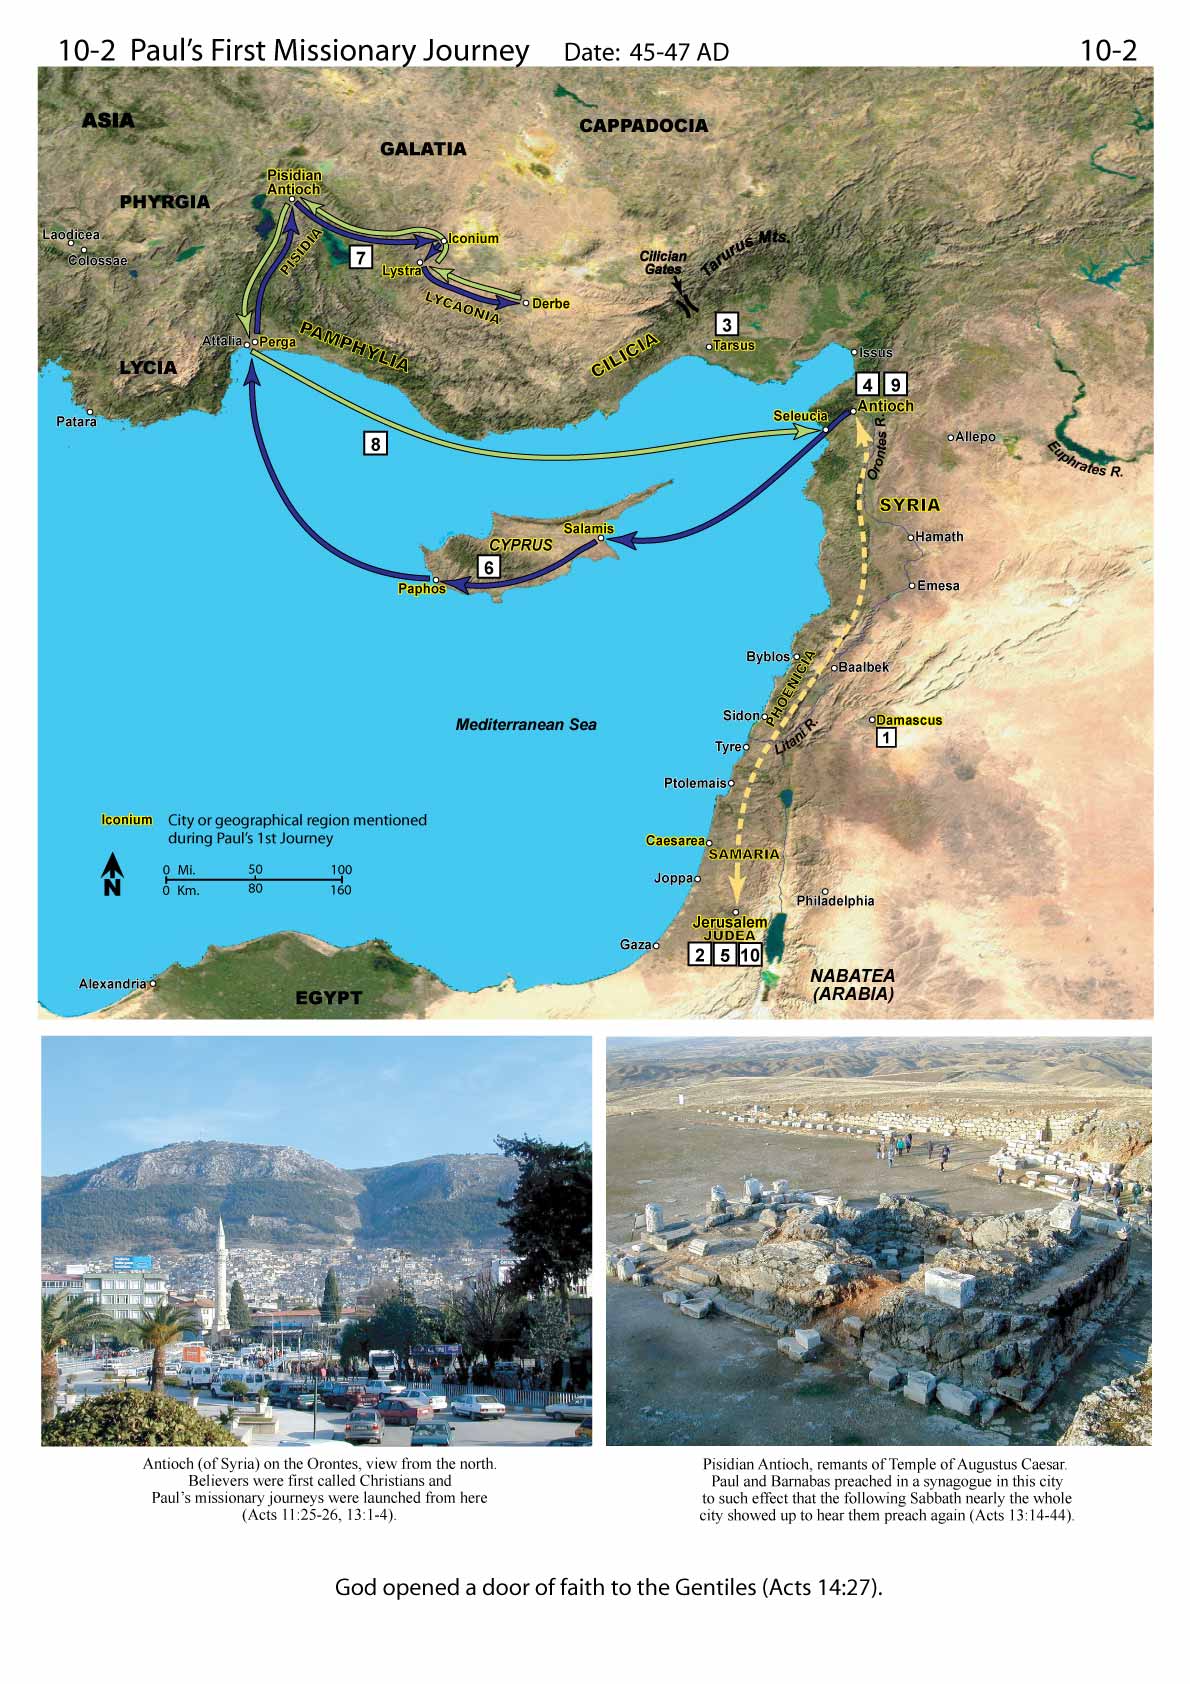 10-2 Paul's First Missionary Journey Date: 45-47 AD 10-2
ASIA
CAPPADOCIA
GALATIA
Pisidian
Antioch
PHYRGIA
Laodicea
Colossae
PISIDIA
7
Iconium
Lystra
LYCAONIA
Derbe
Cilician
Gates
Tarurus Mts.
3
Tarsus
CILICIA
Attalia
Perga
PAMPHYLIA
LYCIA
Patara
Issus
4 9
Antioch
Seleucia
Orontes R.
Allepo
Euphrates R.
8
SYRIA
Salamis
CYPRUS
6
Paphos
Hamath
Emesa
Byblos
PHOENICIA
Baalbek
Sidon
Damascus
1
Tyre
Litani R.
Mediterranean Sea
Ptolemais
Iconium City or geographical region mentioned
during Paul's 1st Journey
Caesarea
SAMARIA
N
0 Mi. 50 100
0 Km. 80 160
Joppa
Philadelphia
Jerusalem
JUDEA
2 5 10
Gaza
NABATEA
(ARABIA)
Alexandria
EGYPT
Antioch (of Syria) on the Orontes, view from the north.
Believers were first called Christians and
Paul's missionary journeys were launched from here
(Acts 11:25-26, 13:1-4).
Pisidian Antioch, remants of Temple of Augustus Caesar.
Paul and Barnabas preached in a synagogue in this city
to such effect that the following Sabbath nearly the whole
city showed up to hear them preach again (Acts 13:14-44).
God opened a door of faith to the Gentiles (Acts 14:27).